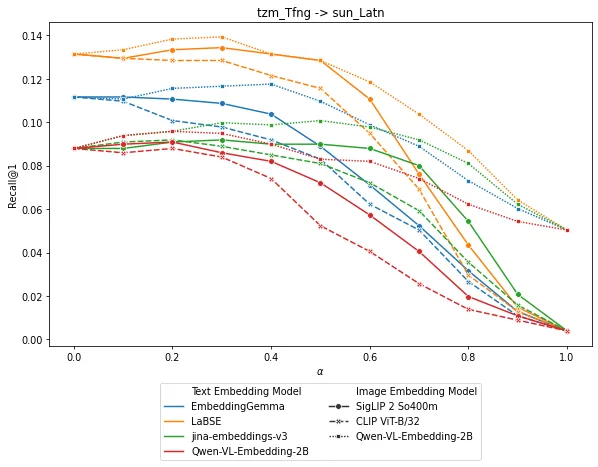 tzm_Tfng -> sun_Latn
0.14
0.12
0.10
0.08
0.06
0.04
0.02
0.00
Recall@1
0.0 0.2 0.4 0.6 0.8 1.0
α
Text Embedding Model Image Embedding Model
EmbeddingGemma SigLIP 2 So400m
LaBSE CLIP ViT-B/32
jina-embeddings-v3 Qwen-VL-Embedding-2B
Qwen-VL-Embedding-2B